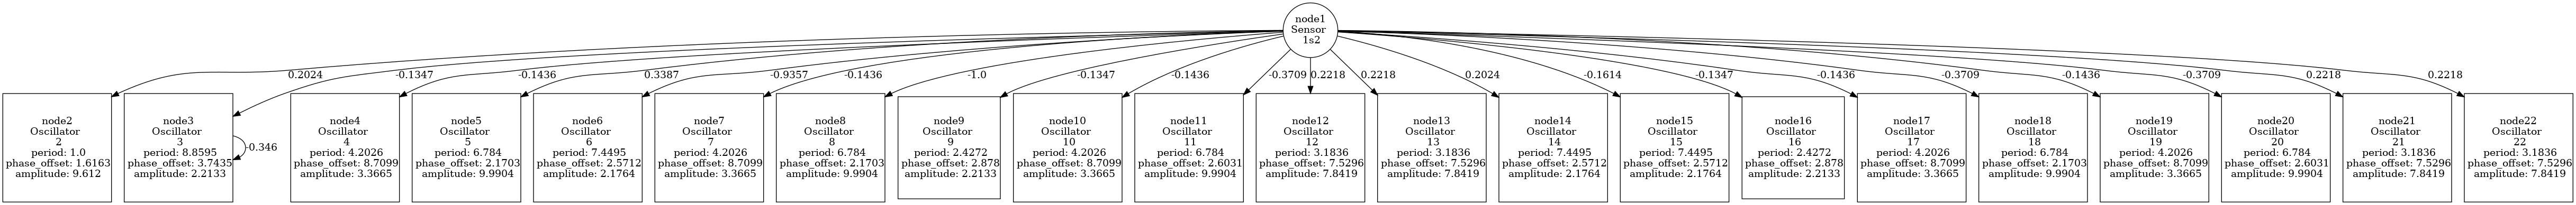 node1
Sensor
1s2
0.2024
-0.1347
-0.1436
0.3387
-0.9357
-0.1436
-1.0
-0.1347
-0.1436
-0.3709
0.2218
0.2218
0.2024
-0.1614
-0.1347
-0.1436
-0.3709
-0.1436
-0.3709
0.2218
0.2218
node2
Oscillator
2
period: 1.0
phase_offset: 1.6163
amplitude: 9.612
node3
Oscillator
3
period: 8.8595
phase_offset: 3.7435
amplitude: 2.2133
-0.346
node4
Oscillator
4
period: 4.2026
phase_offset: 8.7099
amplitude: 3.3665
node5
Oscillator
5
period: 6.784
phase_offset: 2.1703
amplitude: 9.9904
node6
Oscillator
6
period: 7.4495
phase_offset: 2.5712
amplitude: 2.1764
node7
Oscillator
7
period: 4.2026
phase_offset: 8.7099
amplitude: 3.3665
node8
Oscillator
8
period: 6.784
phase_offset: 2.1703
amplitude: 9.9904
node9
Oscillator
9
period: 2.4272
phase_offset: 2.878
amplitude: 2.2133
node10
Oscillator
10
period: 4.2026
phase_offset: 8.7099
amplitude: 3.3665
node11
Oscillator
11
period: 6.784
phase_offset: 2.6031
amplitude: 9.9904
node12
Oscillator
12
period: 3.1836
phase_offset: 7.5296
amplitude: 7.8419
node13
Oscillator
13
period: 3.1836
phase_offset: 7.5296
amplitude: 7.8419
node14
Oscillator
14
period: 7.4495
phase_offset: 2.5712
amplitude: 2.1764
node15
Oscillator
15
period: 7.4495
phase_offset: 2.5712
amplitude: 2.1764
node16
Oscillator
16
period: 2.4272
phase_offset: 2.878
amplitude: 2.2133
node17
Oscillator
17
period: 4.2026
phase_offset: 8.7099
amplitude: 3.3665
node18
Oscillator
18
period: 6.784
phase_offset: 2.1703
amplitude: 9.9904
node19
Oscillator
19
period: 4.2026
phase_offset: 8.7099
amplitude: 3.3665
node20
Oscillator
20
period: 6.784
phase_offset: 2.6031
amplitude: 9.9904
node21
Oscillator
21
period: 3.1836
phase_offset: 7.5296
amplitude: 7.8419
node22
Oscillator
22
period: 3.1836
phase_offset: 7.5296
amplitude: 7.8419